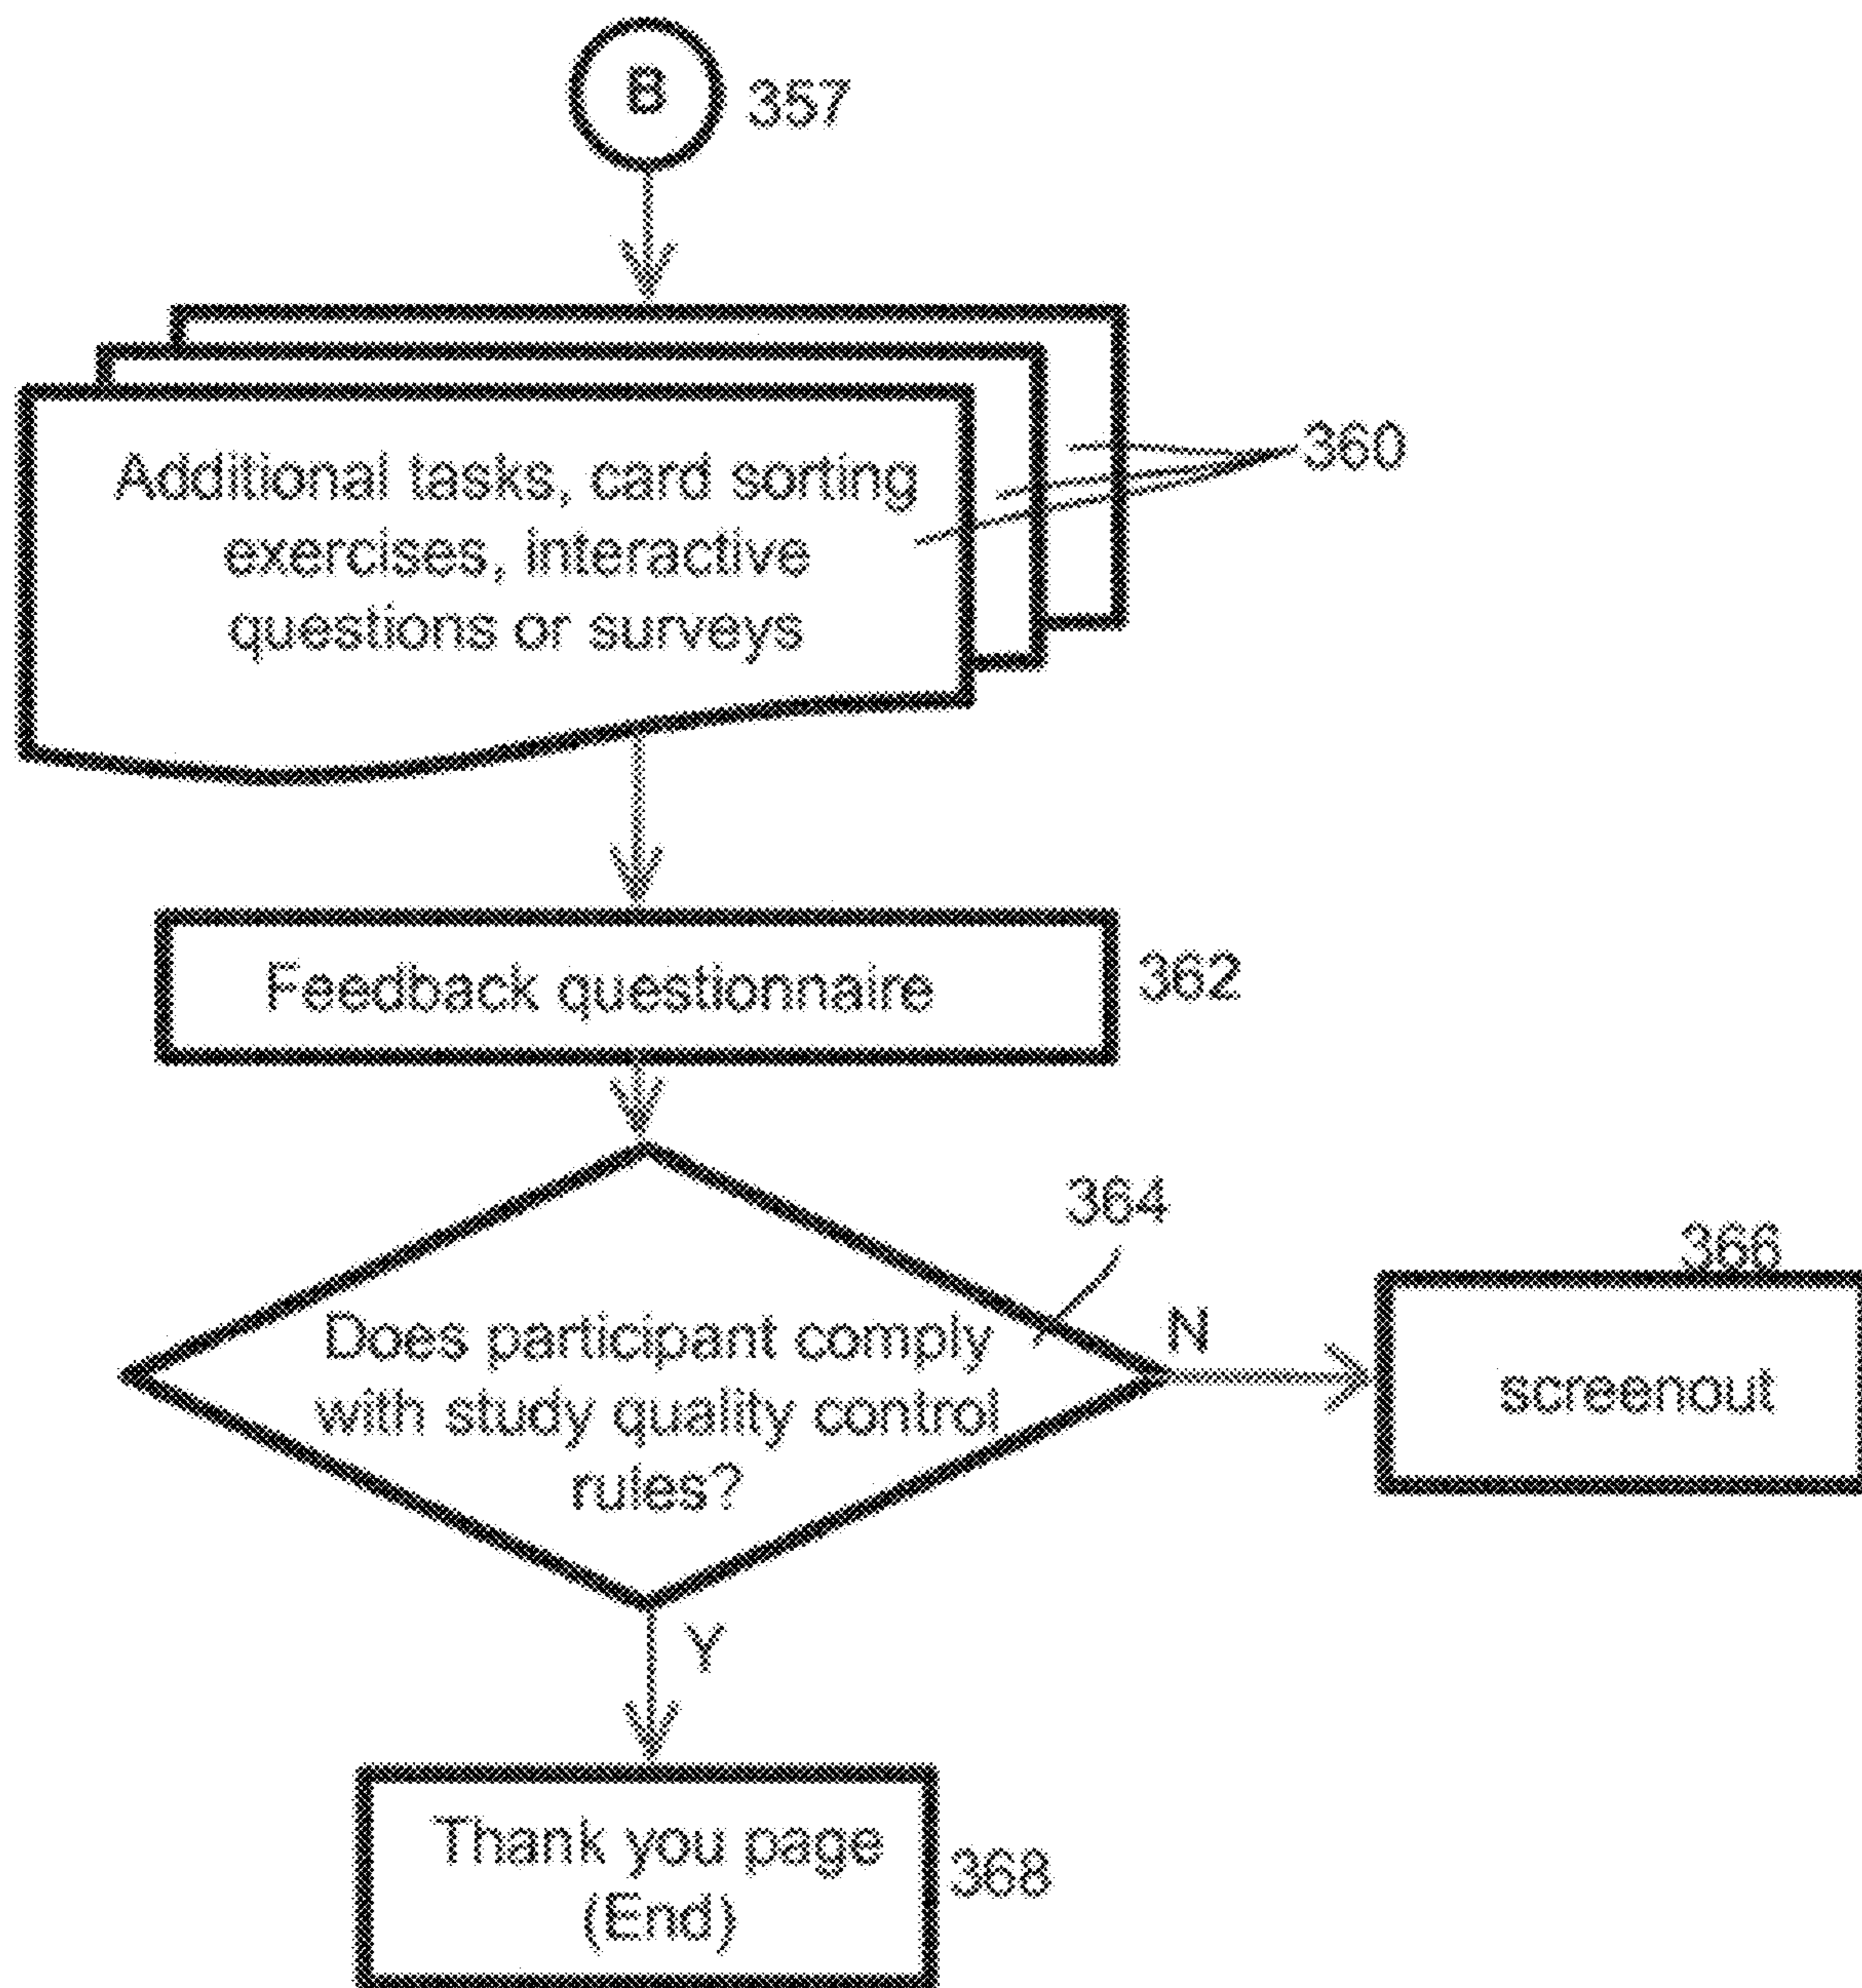 B
357
Additional tasks, card sorting
exercises, interactive
questions or surveys
360
Feedback questionnaire
362
364
Does participant comply
with study quality control
rules?
N
366
screenout
Y
Thank you page
(End)
368